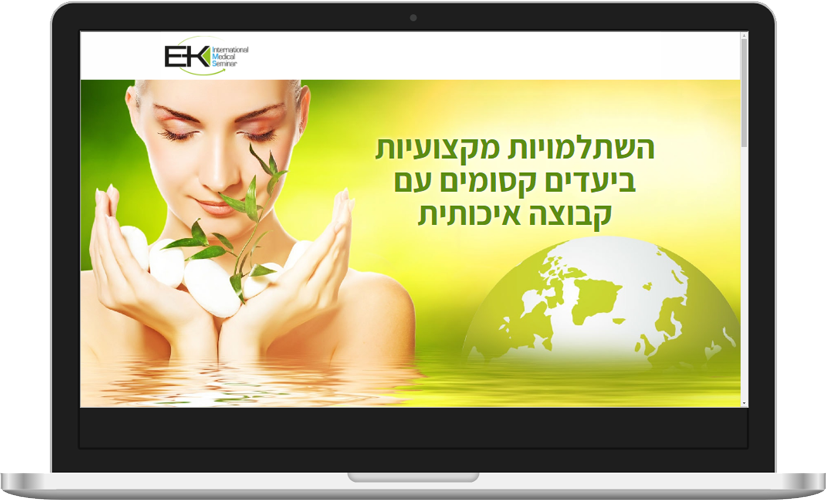 EK
International
Medical
Seminar
השתלמויות מקצועיות
ביעדים קסומים עם
קבוצה איכותית